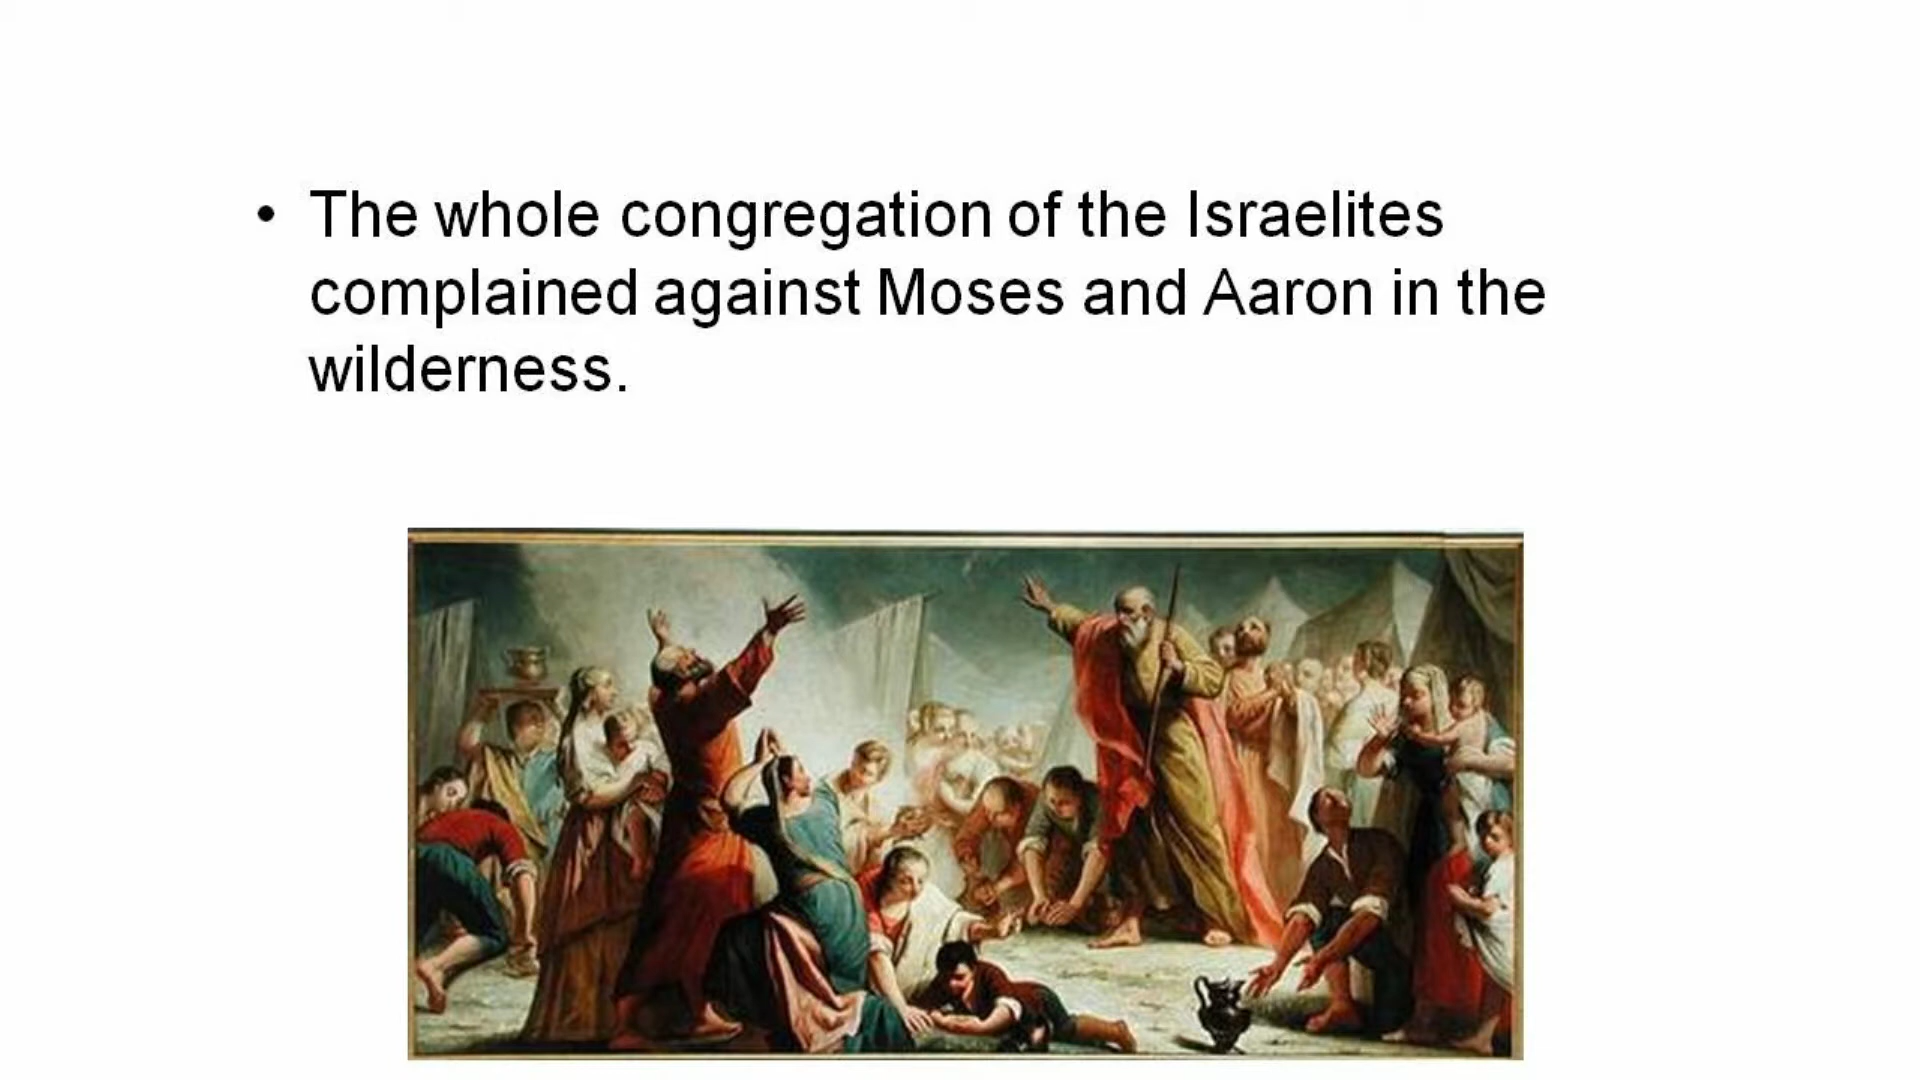 • The whole congregation of the Israelites
complained against Moses and Aaron in the
wilderness.